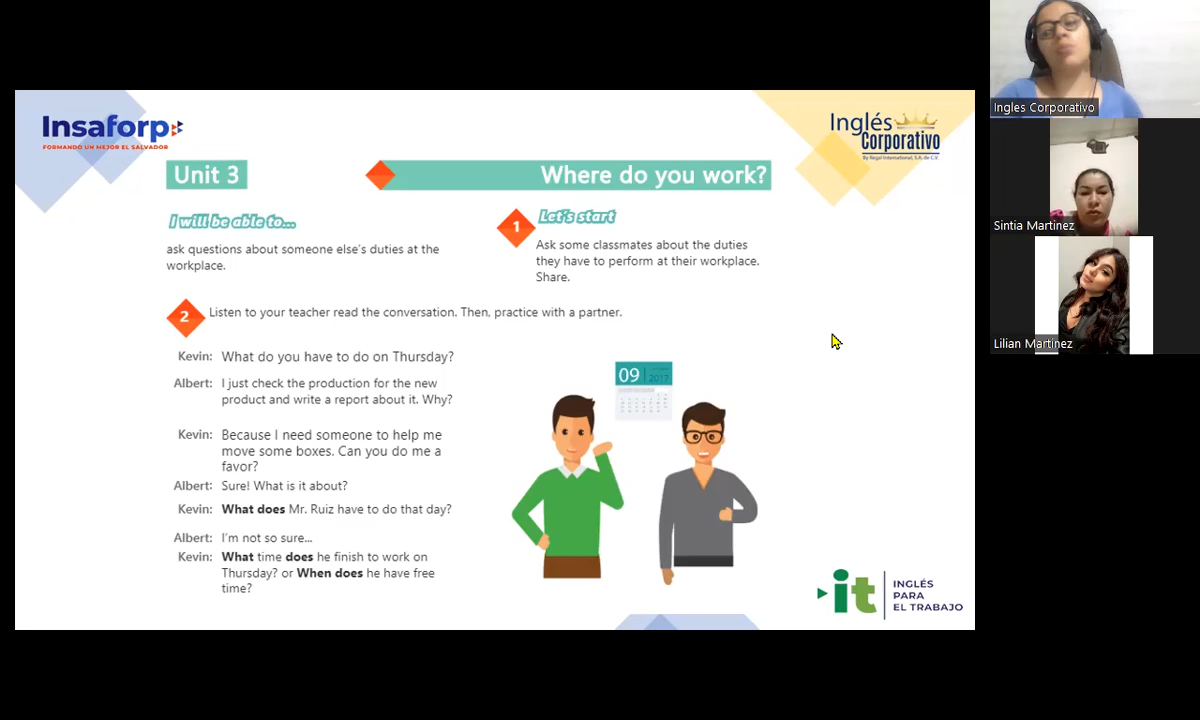 Insaforp
FORMANDO UN MEJOR EL SALVADOR
Inglés
Corporativo
By Regal International, S.A. de C.V.
Unit 3
Where do you work?
I will be able to...
ask questions about someone else's duties at the
workplace.
1
Let's start
Ask some classmates about the duties
they have to perform at their workplace.
Share.
2
Listen to your teacher read the conversation. Then, practice with a partner.
Kevin: What do you have to do on Thursday?
Albert: I just check the production for the new
product and write a report about it. Why?
Kevin: Because I need someone to help me
move some boxes. Can you do me a
favor?
Albert: Sure! What is it about?
Kevin: What does Mr. Ruiz have to do that day?
Albert: I'm not so sure...
Kevin: What time does he finish to work on
Thursday? or When does he have free
time?
09
2017
it
INGLÉS
PARA
EL TRABAJO
Ingles Corporativo
Sintia Martinez
Lilian Martinez